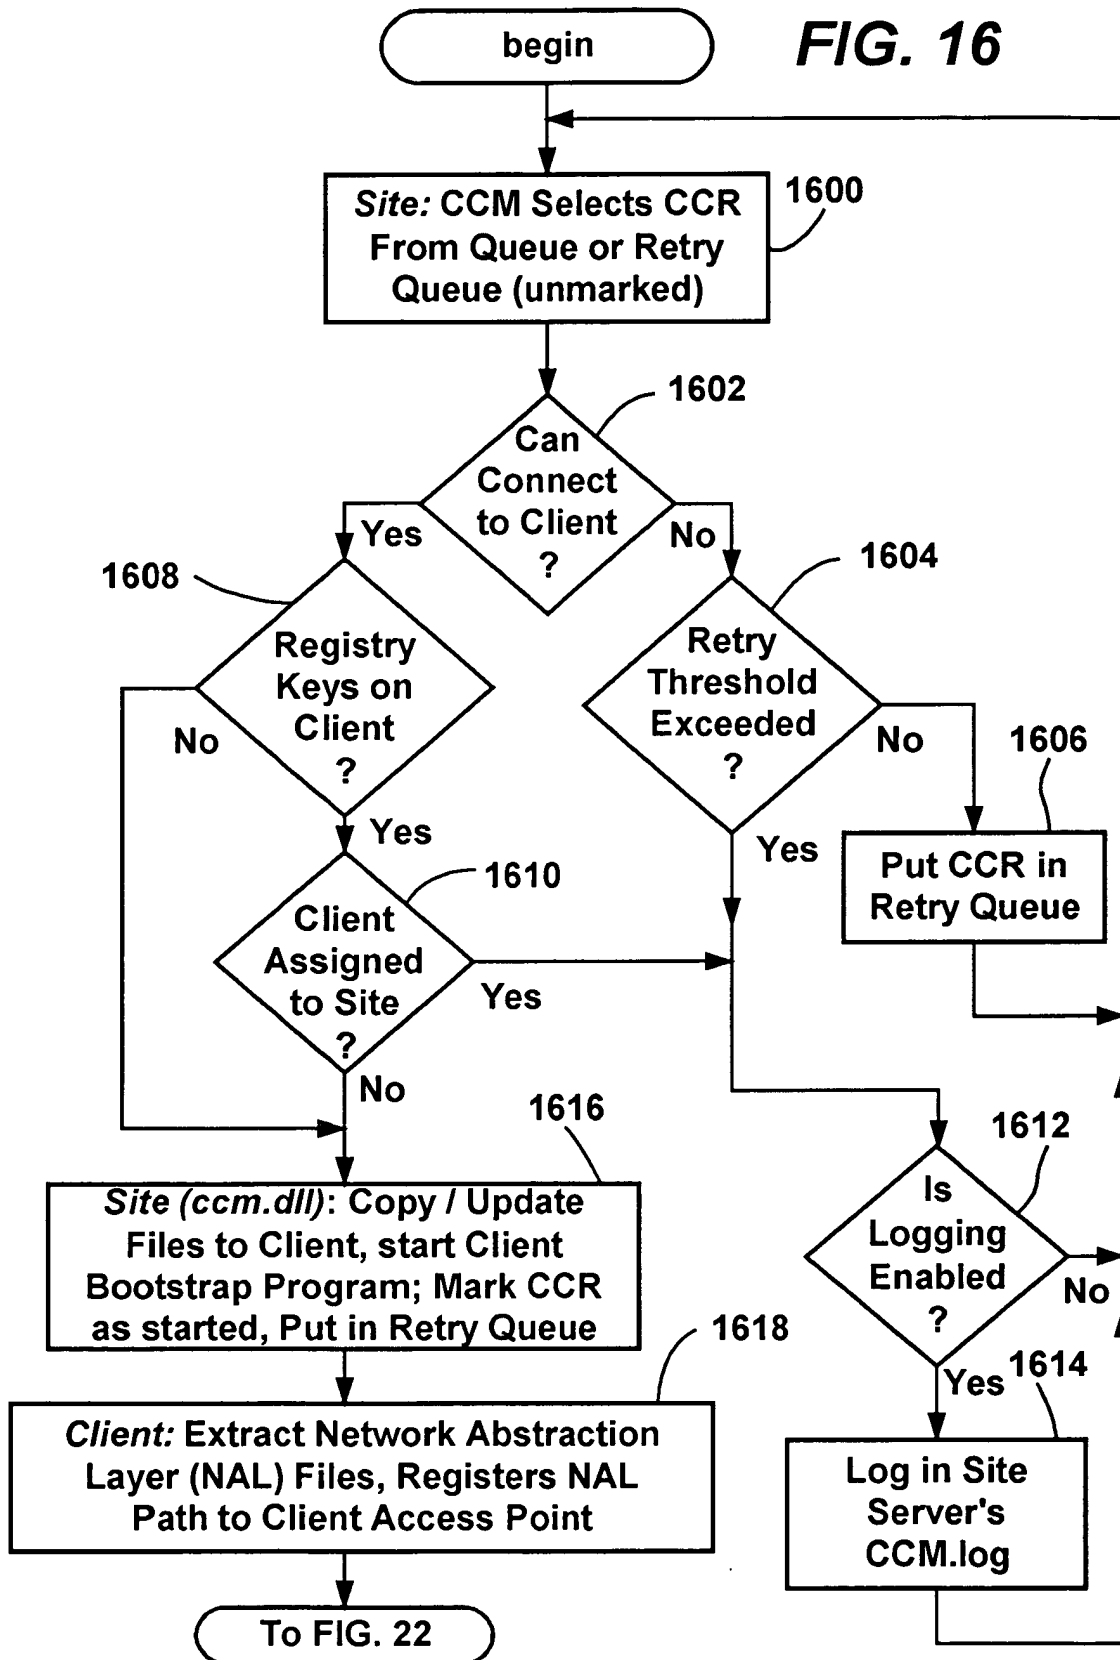 begin
FIG. 16
Site: CCM Selects CCR
From Queue or Retry
Queue (unmarked)
1600
Can
Connect
to Client
?
1602
Yes
No
1608
Registry
Keys on
Client
?
No
Yes
1604
Retry
Threshold
Exceeded
?
No
Yes
1606
Put CCR in
Retry Queue
1610
Client
Assigned
to Site
?
Yes
No
1612
Is
Logging
Enabled
?
No
Yes
1616
Site (ccm.dll): Copy / Update
Files to Client, start Client
Bootstrap Program; Mark CCR
as started, Put in Retry Queue
1614
Log in Site
Server's
CCM.log
1618
Client: Extract Network Abstraction
Layer (NAL) Files, Registers NAL
Path to Client Access Point
To FIG. 22